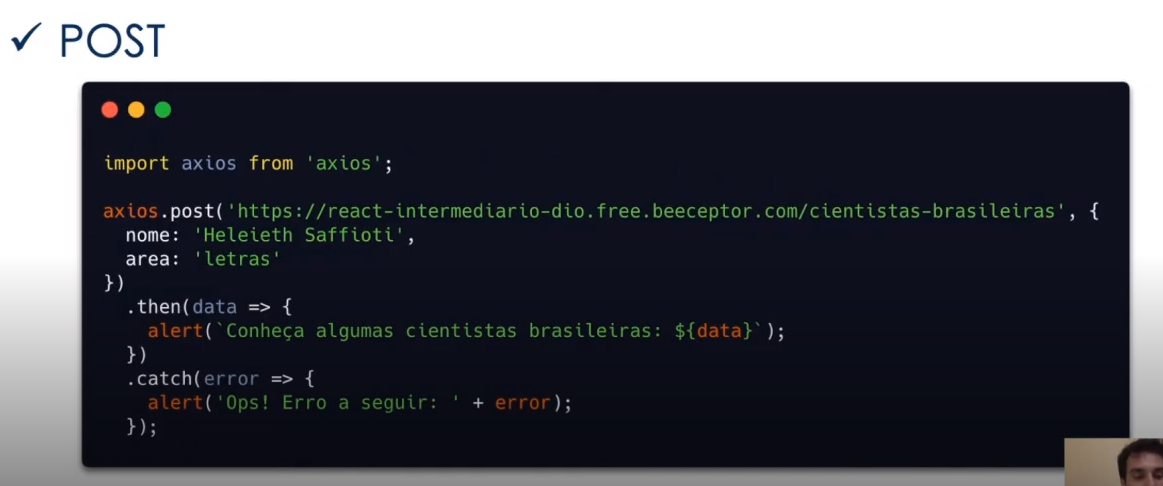 ✓ POST
import axios from 'axios';
axios.post('https://react-intermediario-dio.free.beeceptor.com/cientistas-brasileiras', {
  nome: 'Heleieth Saffioti',
  area: 'letras'
})
  .then(data => {
    alert(`Conheça algumas cientistas brasileiras: ${data}`);
  })
  .catch(error => {
    alert('Ops! Erro a seguir: ' + error);
  });